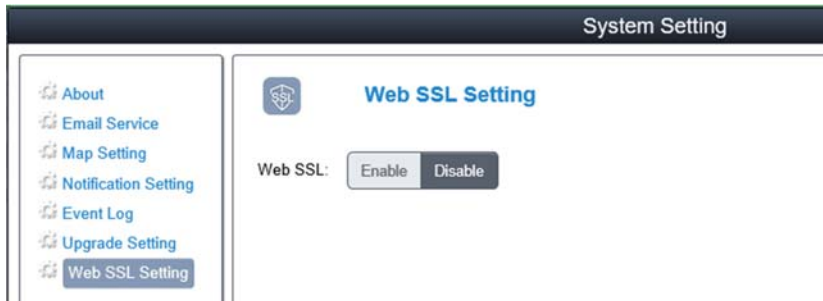 System Setting
About
Email Service
Map Setting
Notification Setting
Event Log
Upgrade Setting
Web SSL Setting
SSL
Web SSL Setting
Web SSL: Enable Disable